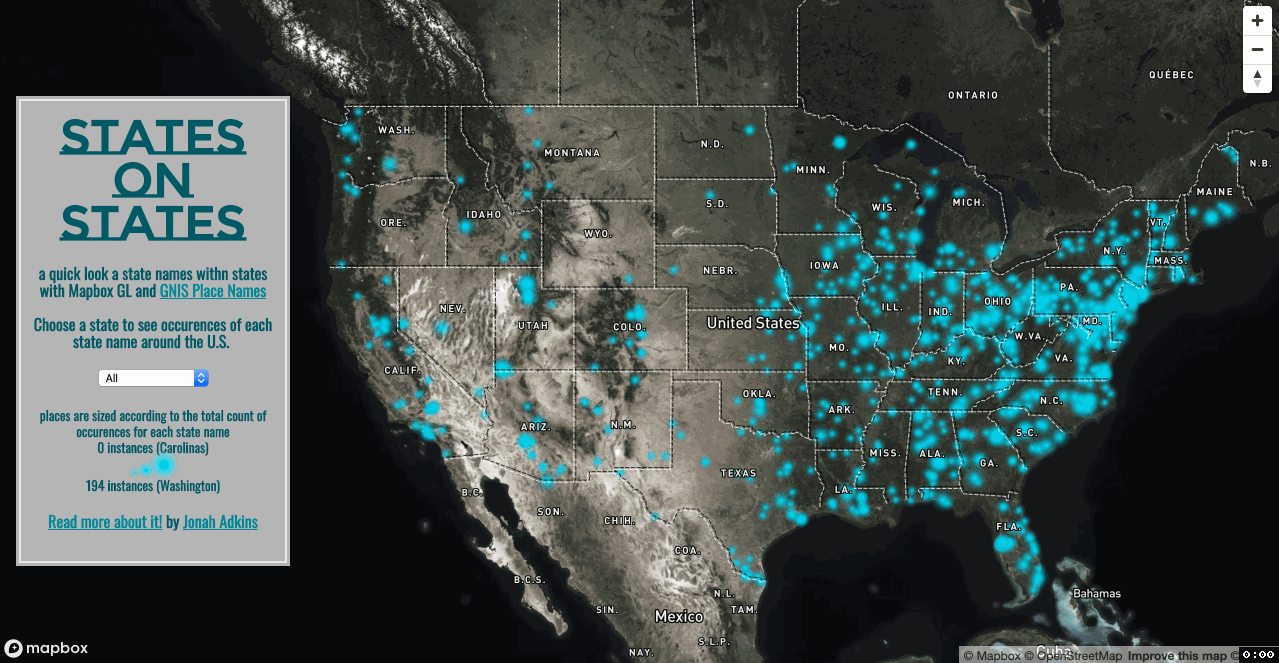 STATES
ON
STATES
a quick look a state names withn states
with Mapbox GL and GNIS Place Names
Choose a state to see occurences of each
state name around the U.S.
All
places are sized according to the total count of
occurences for each state name
0 instances (Carolinas)
194 instances (Washington)
Read more about it! by Jonah Adkins
QUÉBEC
ONTARIO
N.B.
WASH.
MONTANA
N.D.
MINN.
MAINE
ORE.
IDAHO
S.D.
WIS.
MICH.
VT.
WYO.
N.Y.
MASS.
IOWA
NEBR.
PA.
NEV.
UTAH
COLO.
United States
ILL.
IND.
OHIO
MD.
W.VA.
MO.
VA.
KY.
CALIF.
OKLA.
TENN.
N.C.
ARK.
ARIZ.
N.M.
S.C.
MISS.
ALA.
GA.
TEXAS
LA.
B.C.
SON.
CHIH.
FLA.
COA.
B.C.S.
N.L.
Bahamas
SIN.
TAM.
Mexico
S.L.P.
NAY.
Cuba
mapbox
© Mapbox © OpenStreetMap Improve this map ©
0:00